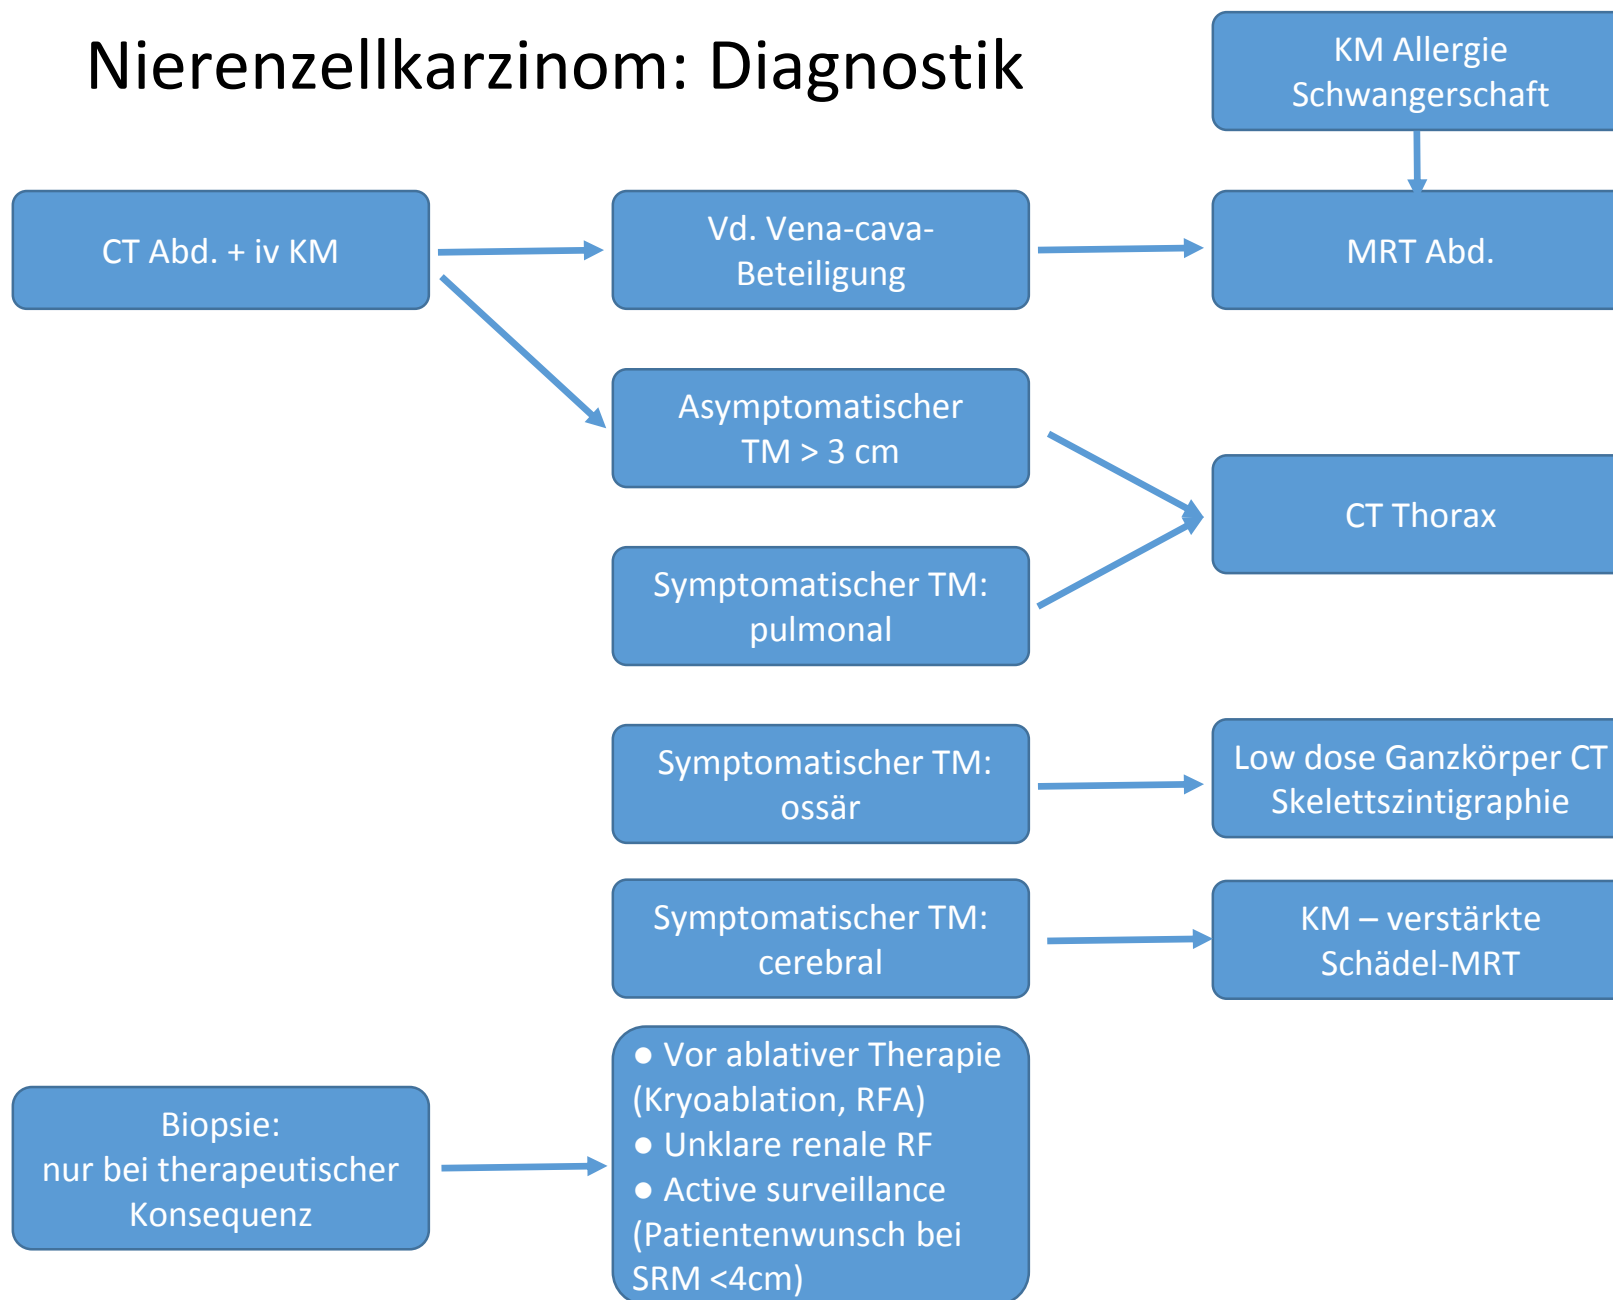 Nierenzellkarzinom: Diagnostik
KM Allergie
Schwangerschaft
CT Abd. + iv KM
Vd. Vena-cava-
Beteiligung
MRT Abd.
Asymptomatischer
TM > 3 cm
CT Thorax
Symptomatischer TM:
pulmonal
Symptomatischer TM:
ossär
Low dose Ganzkörper CT
Skelettszintigraphie
Symptomatischer TM:
cerebral
KM – verstärkte
Schädel-MRT
Biopsie:
nur bei therapeutischer
Konsequenz
● Vor ablativer Therapie
(Kryoablation, RFA)
● Unklare renale RF
● Active surveillance
(Patientenwunsch bei
SRM <4cm)